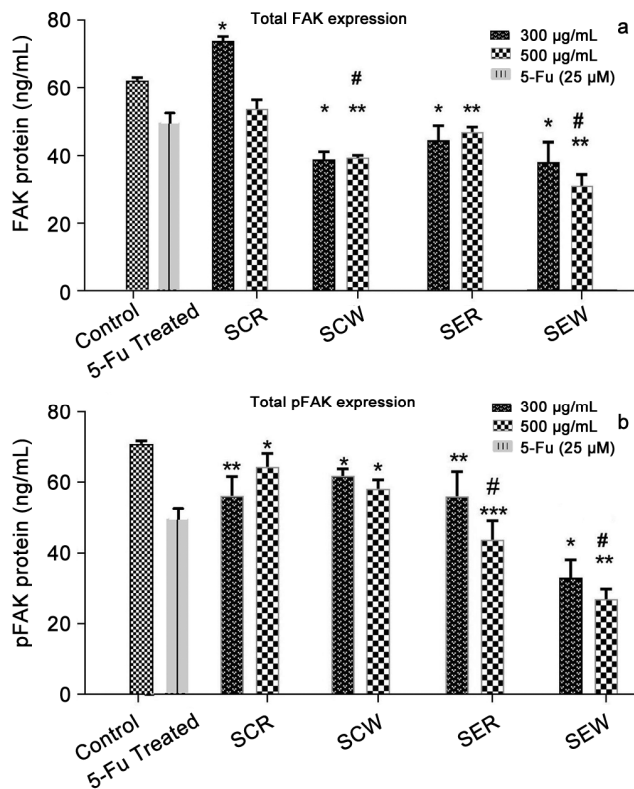 Total FAK expression
a
300 µg/mL
500 µg/mL
5-Fu (25 µM)
FAK protein (ng/mL)
80
60
40
20
0
*
*
#
**
*
**
*
#
**
Control
5-Fu Treated
SCR
SCW
SER
SEW
Total pFAK expression
b
300 µg/mL
500 µg/mL
5-Fu (25 µM)
pFAK protein (ng/mL)
80
60
40
20
0
**
*
*
*
**
#
***
*
#
**
Control
5-Fu Treated
SCR
SCW
SER
SEW